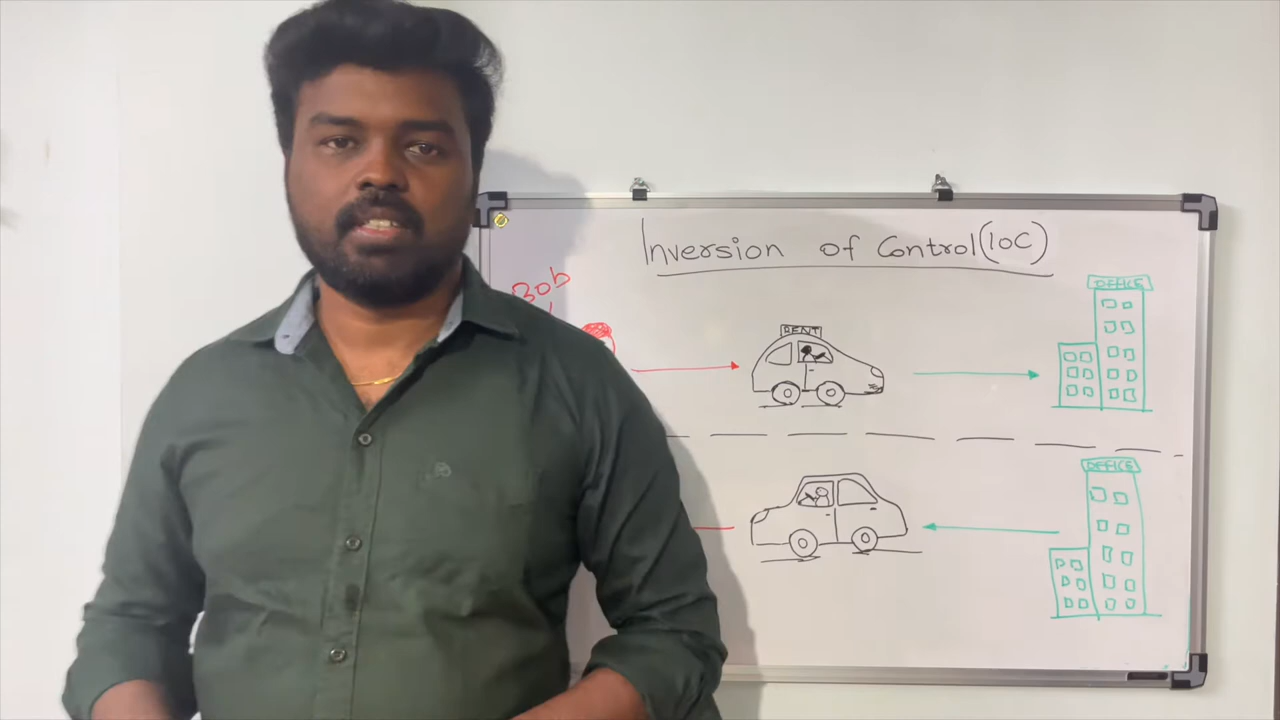 Inversion of Control(IOC)
Bob
OFFICE
RENT
OFFICE